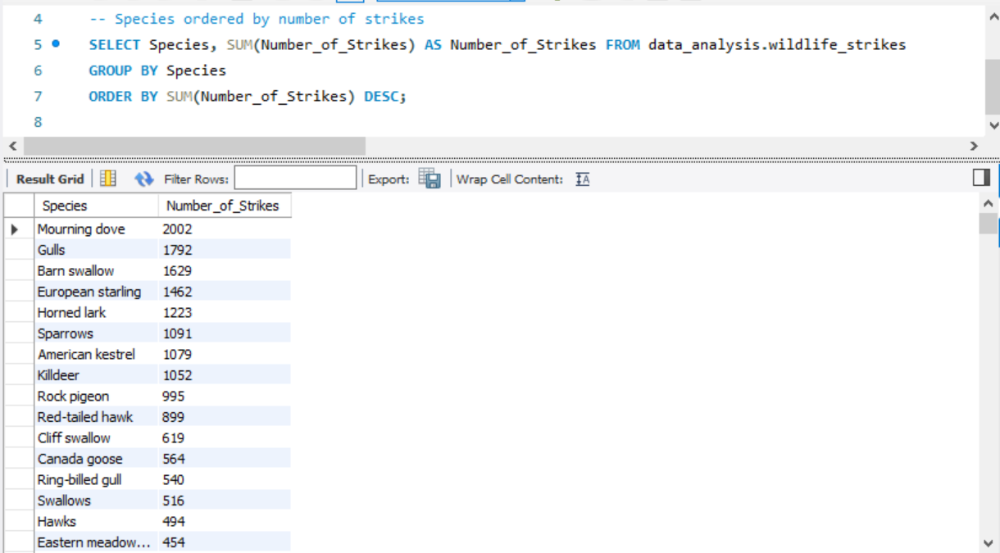 4 -- Species ordered by number of strikes
5 SELECT Species, SUM(Number_of_Strikes) AS Number_of_Strikes FROM data_analysis.wildlife_strikes
6 GROUP BY Species
7 ORDER BY SUM(Number_of_Strikes) DESC;
8
Result Grid Filter Rows: Export: Wrap Cell Content: IA
Species Number_of_Strikes
Mourning dove 2002
Gulls 1792
Barn swallow 1629
European starling 1462
Horned lark 1223
Sparrows 1091
American kestrel 1079
Killdeer 1052
Rock pigeon 995
Red-tailed hawk 899
Cliff swallow 619
Canada goose 564
Ring-billed gull 540
Swallows 516
Hawks 494
Eastern meadow... 454